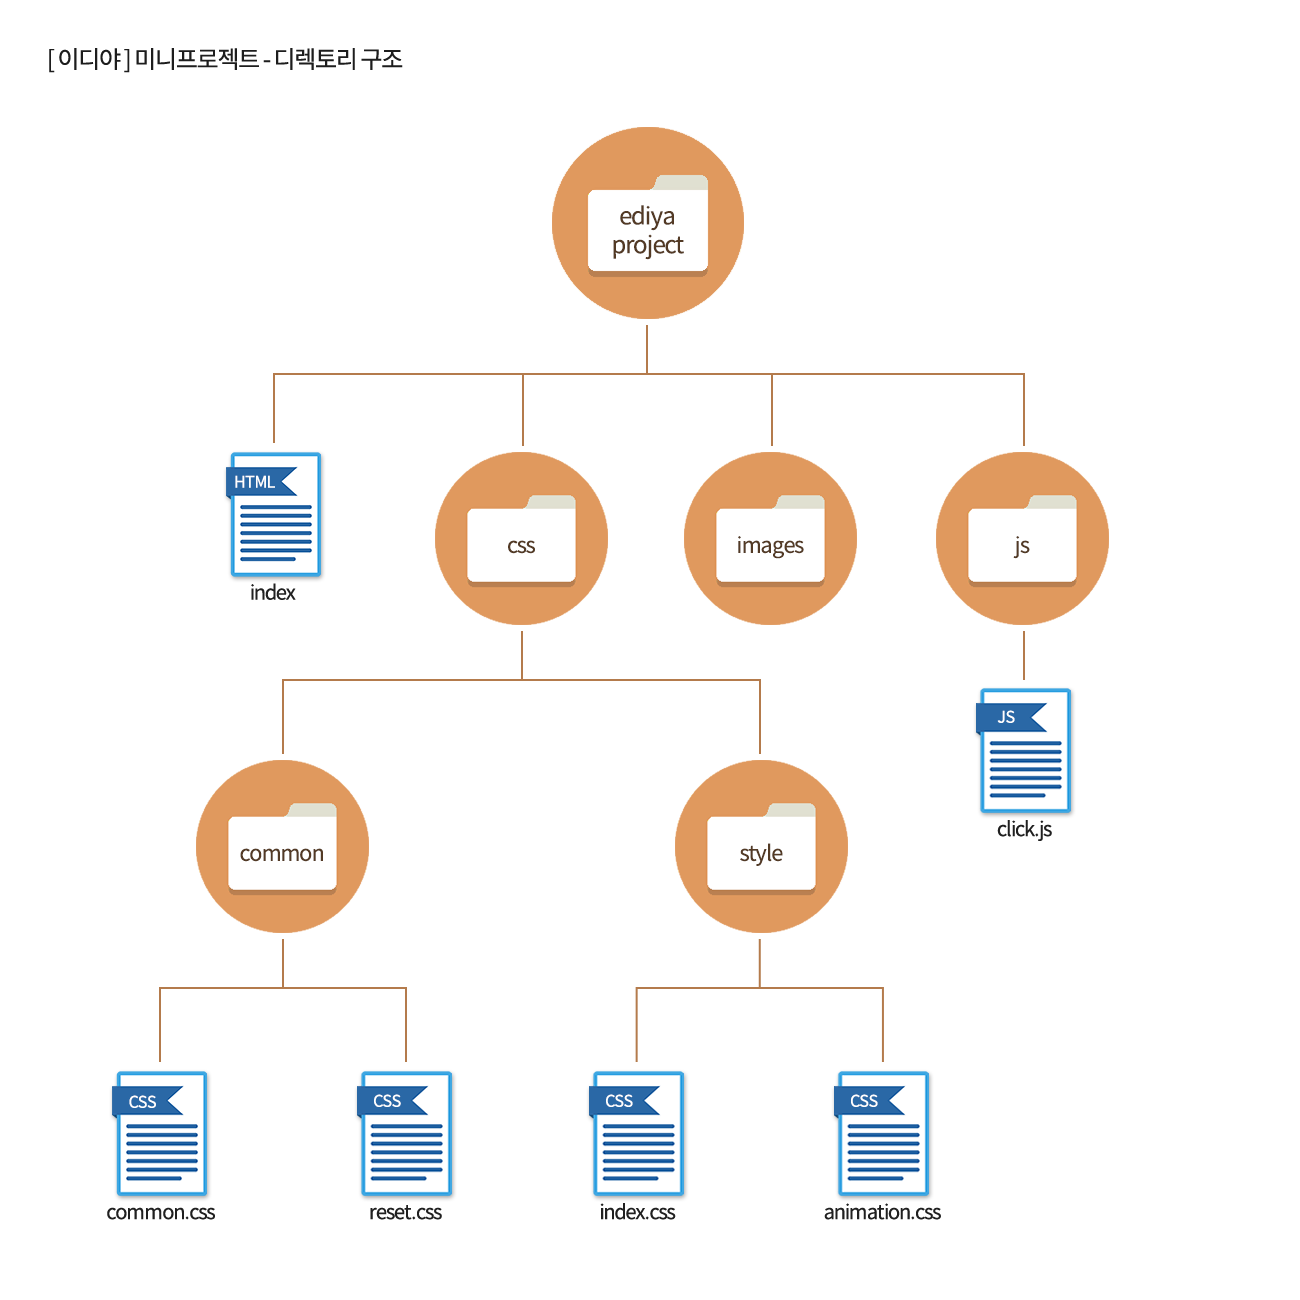 [ 이디야 ] 미니프로젝트 - 디렉토리 구조
ediya
project
HTML
index
css
images
js
JS
click.js
common
style
CSS
common.css
CSS
reset.css
CSS
index.css
CSS
animation.css